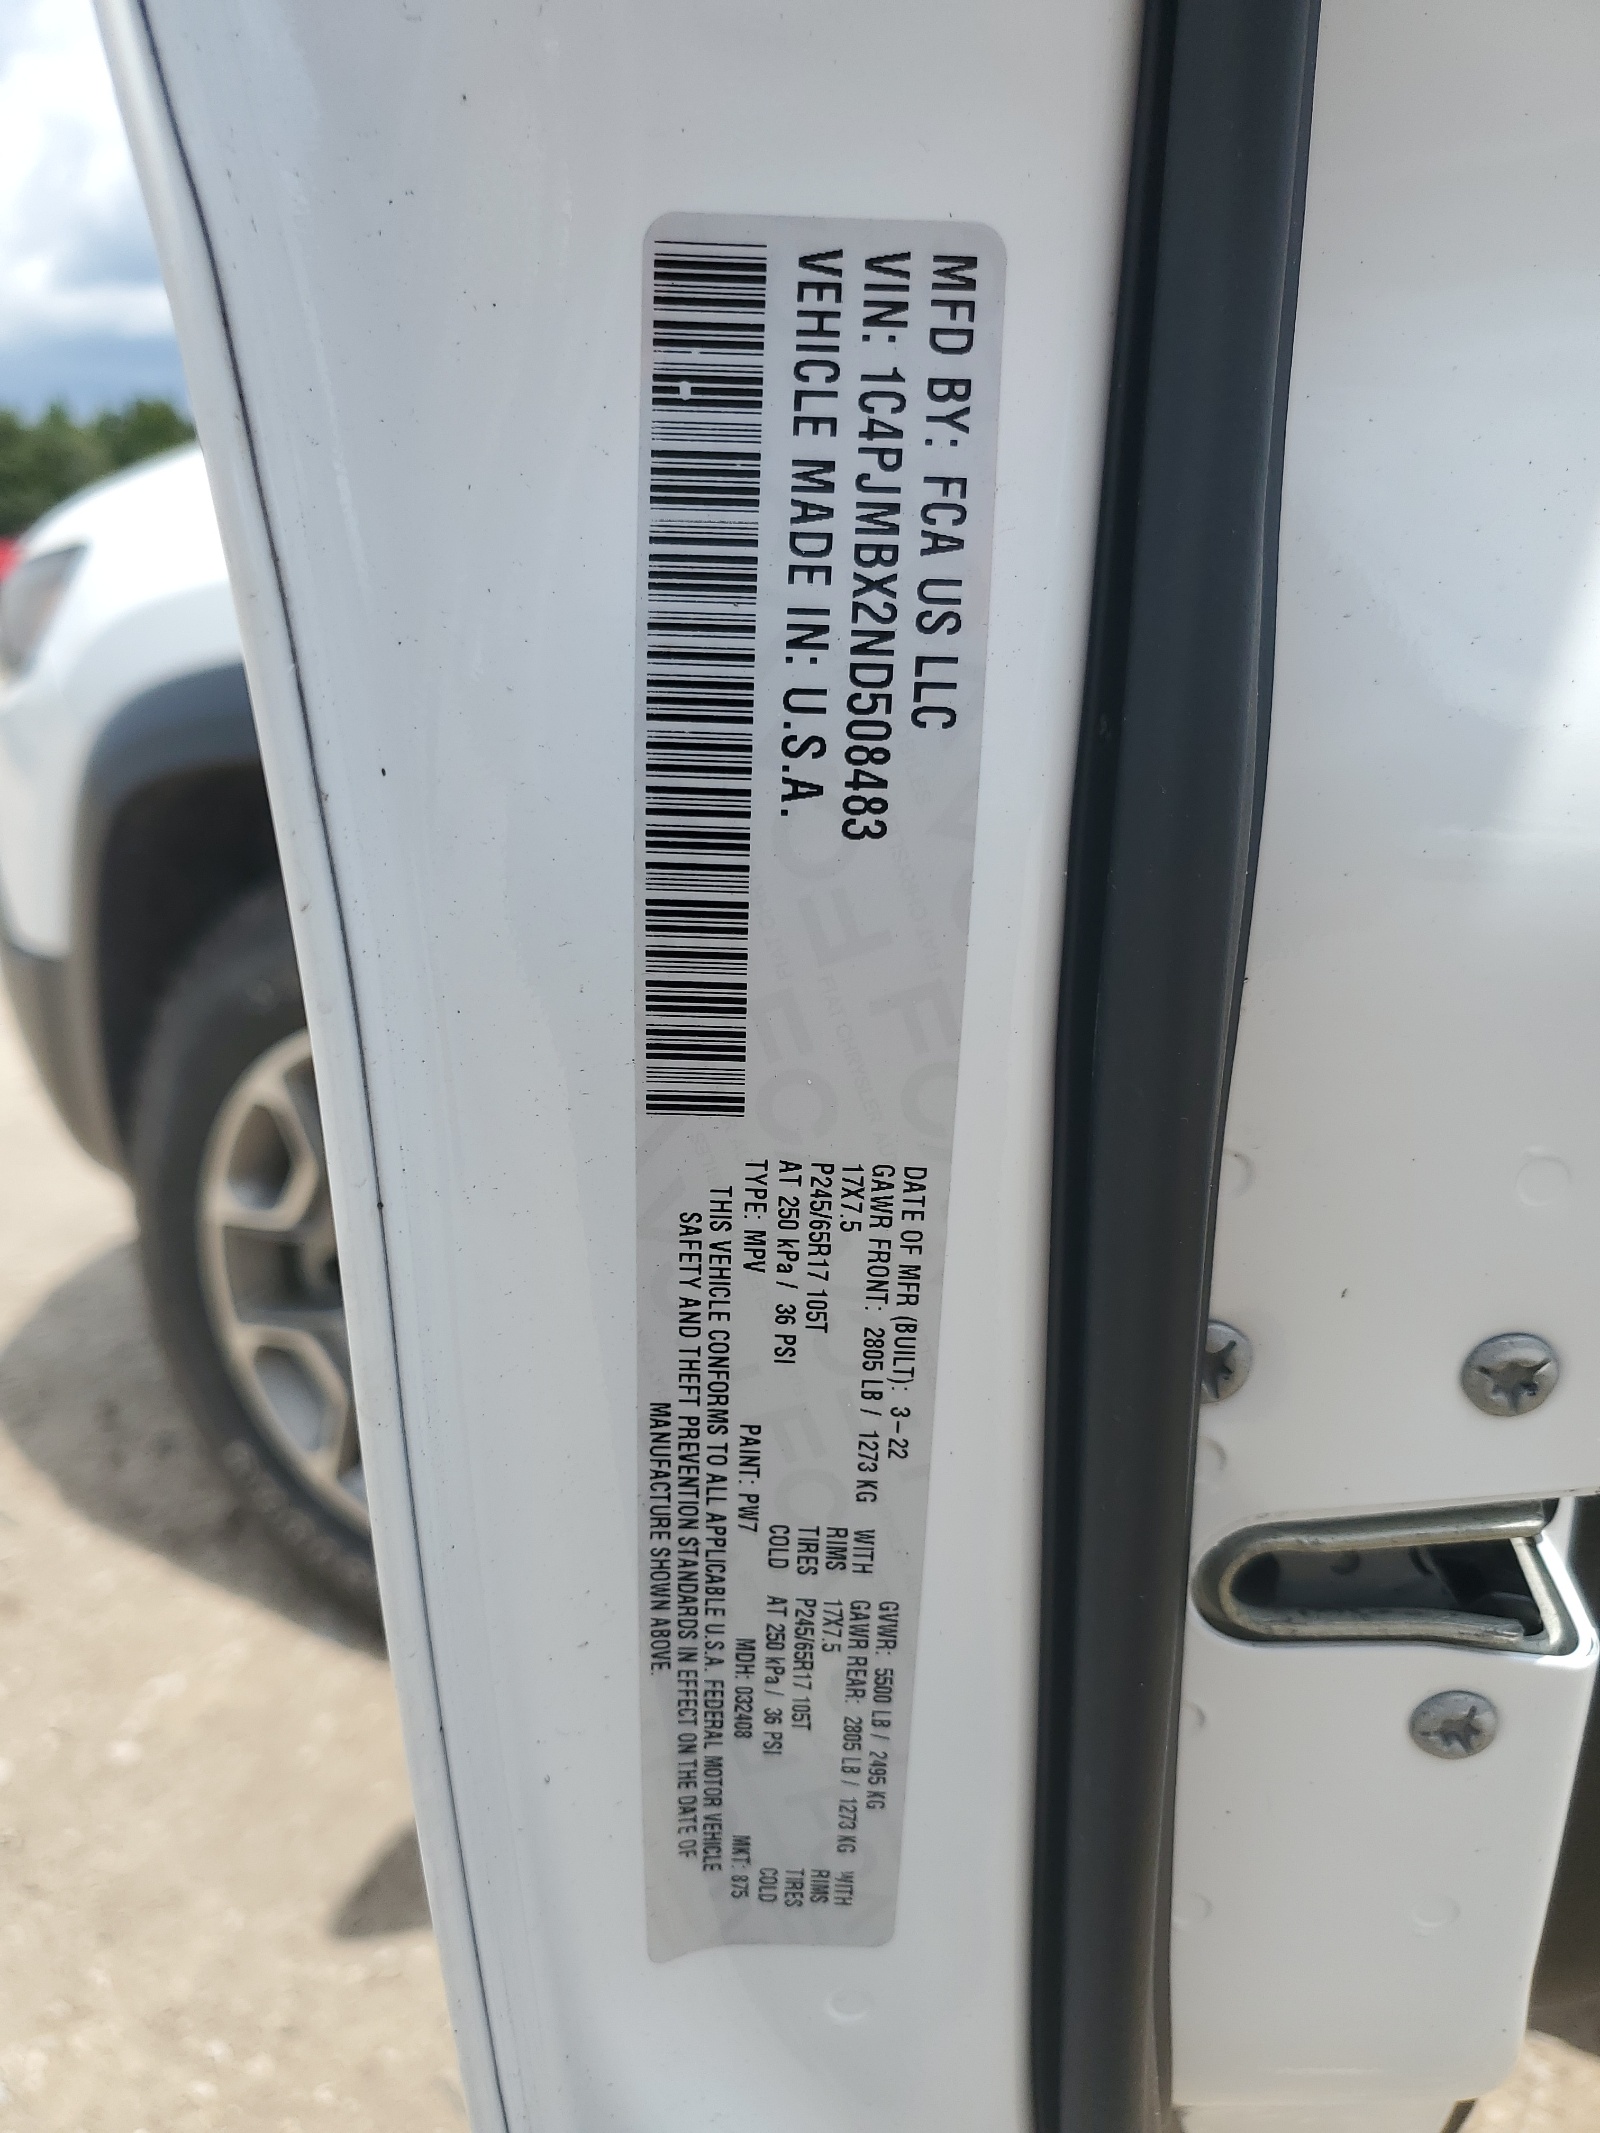 MFD BY: FCA US LLC
VIN: 1C4PJMBX2ND508483
VEHICLE MADE IN: U.S.A.
DATE OF MFR (BUILT): 3-22 GVWR: 5500 LB / 2495 KG
GAWR FRONT: 2805 LB / 1273 KG WITH GAWR REAR: 2805 LB / 1273 KG WITH
17X7.5 RIMS 17X7.5 RIMS
P245/65R17 105T TIRES P245/65R17 105T TIRES
AT 250 kPa / 36 PSI COLD AT 250 kPa / 36 PSI COLD
TYPE: MPV PAINT: PW7 MDH: 032408 MKT: 875
THIS VEHICLE CONFORMS TO ALL APPLICABLE U.S.A. FEDERAL MOTOR VEHICLE
SAFETY AND THEFT PREVENTION STANDARDS IN EFFECT ON THE DATE OF
MANUFACTURE SHOWN ABOVE.